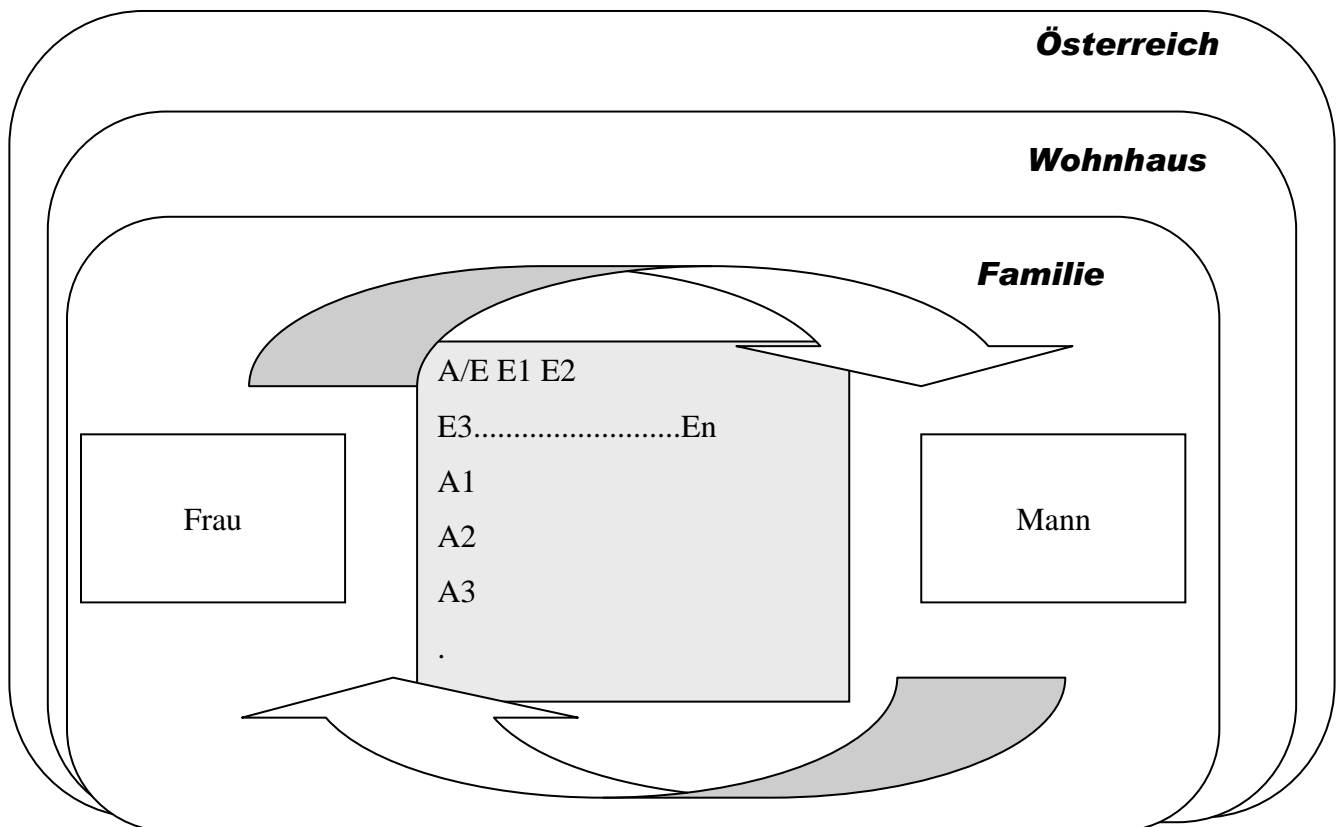 Österreich
Wohnhaus
Familie
A/E E1 E2
E3..........................En
A1
A2
A3
.
Frau
Mann